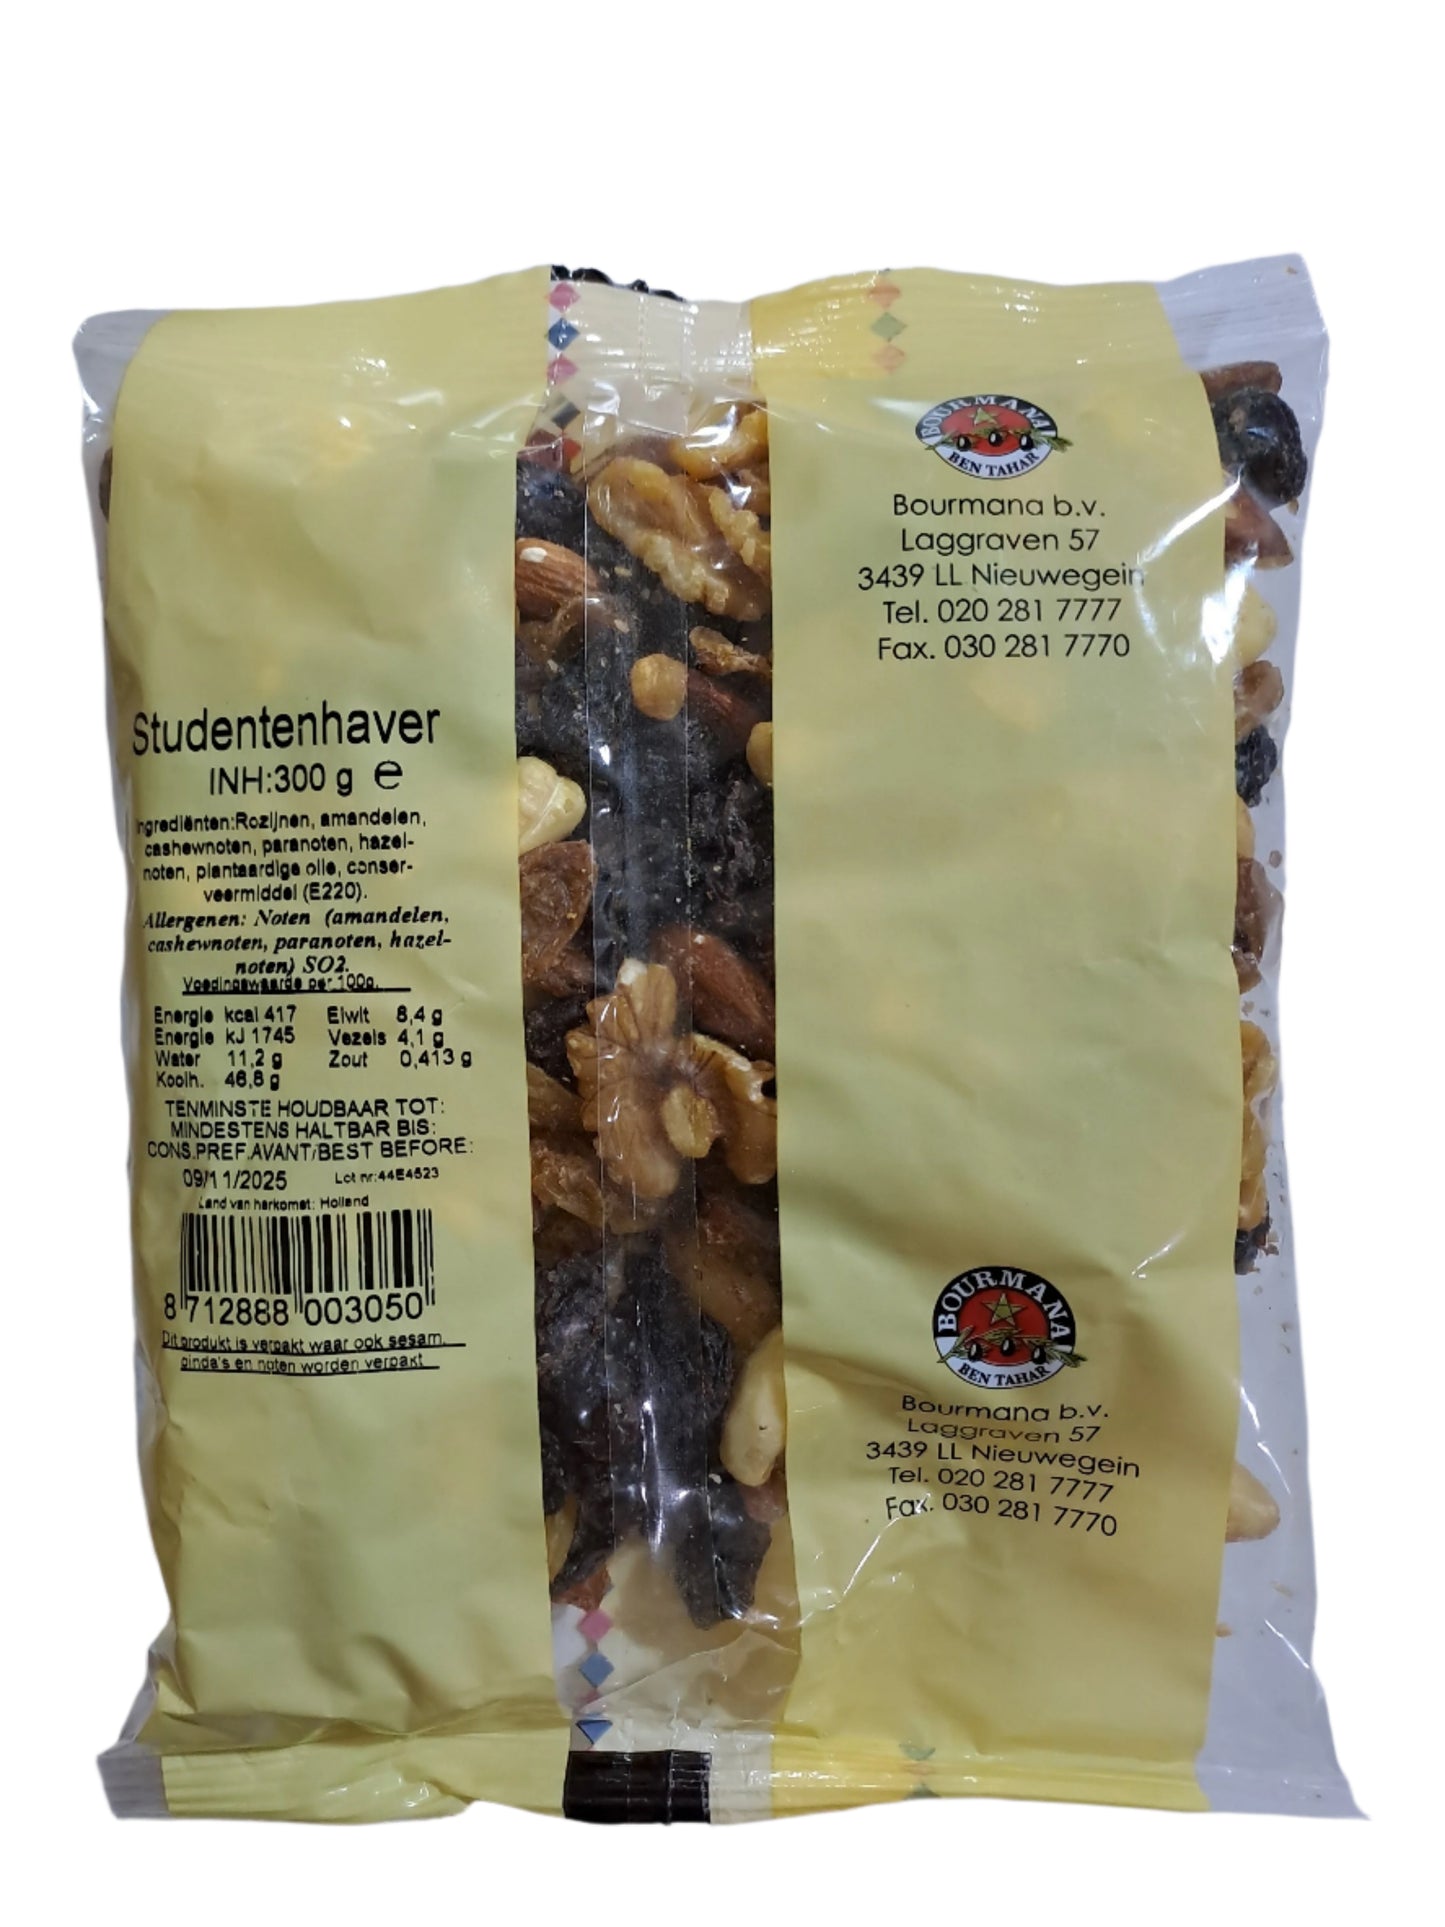 Studentenhaver
INH:300 g e
Ingrediënten:Rozijnen, amandelen,
cashewnoten, paranoten, hazel-
noten, plantaardige olie, conser-
veermiddel (E220).
Allergenen: Noten (amandelen,
cashewnoten, paranoten, hazel-
noten) SO2.
Voedingswaarde per 100g.
Energie kcal 417 Eiwit 8,4 g
Energie kJ 1745 Vezels 4,1 g
Water 11,2 g Zout 0,413 g
Koolh. 46,8 g
TENMINSTE HOUDBAAR TOT:
MINDESTENS HALTBAR BIS:
CONS.PREF.AVANT/BEST BEFORE:
09/11/2025 Lot nr:44E4523
Land van herkomst: Holland
8 712888 003050
Dit produkt is verpakt waar ook sesam,
pinda's en noten worden verpakt
BOURMANA
BEN TAHAR
Bourmana b.v.
Laggraven 57
3439 LL Nieuwegein
Tel. 020 281 7777
Fax. 030 281 7770
BOURMANA
BEN TAHAR
Bourmana b.v.
Laggraven 57
3439 LL Nieuwegein
Tel. 020 281 7777
Fax. 030 281 7770